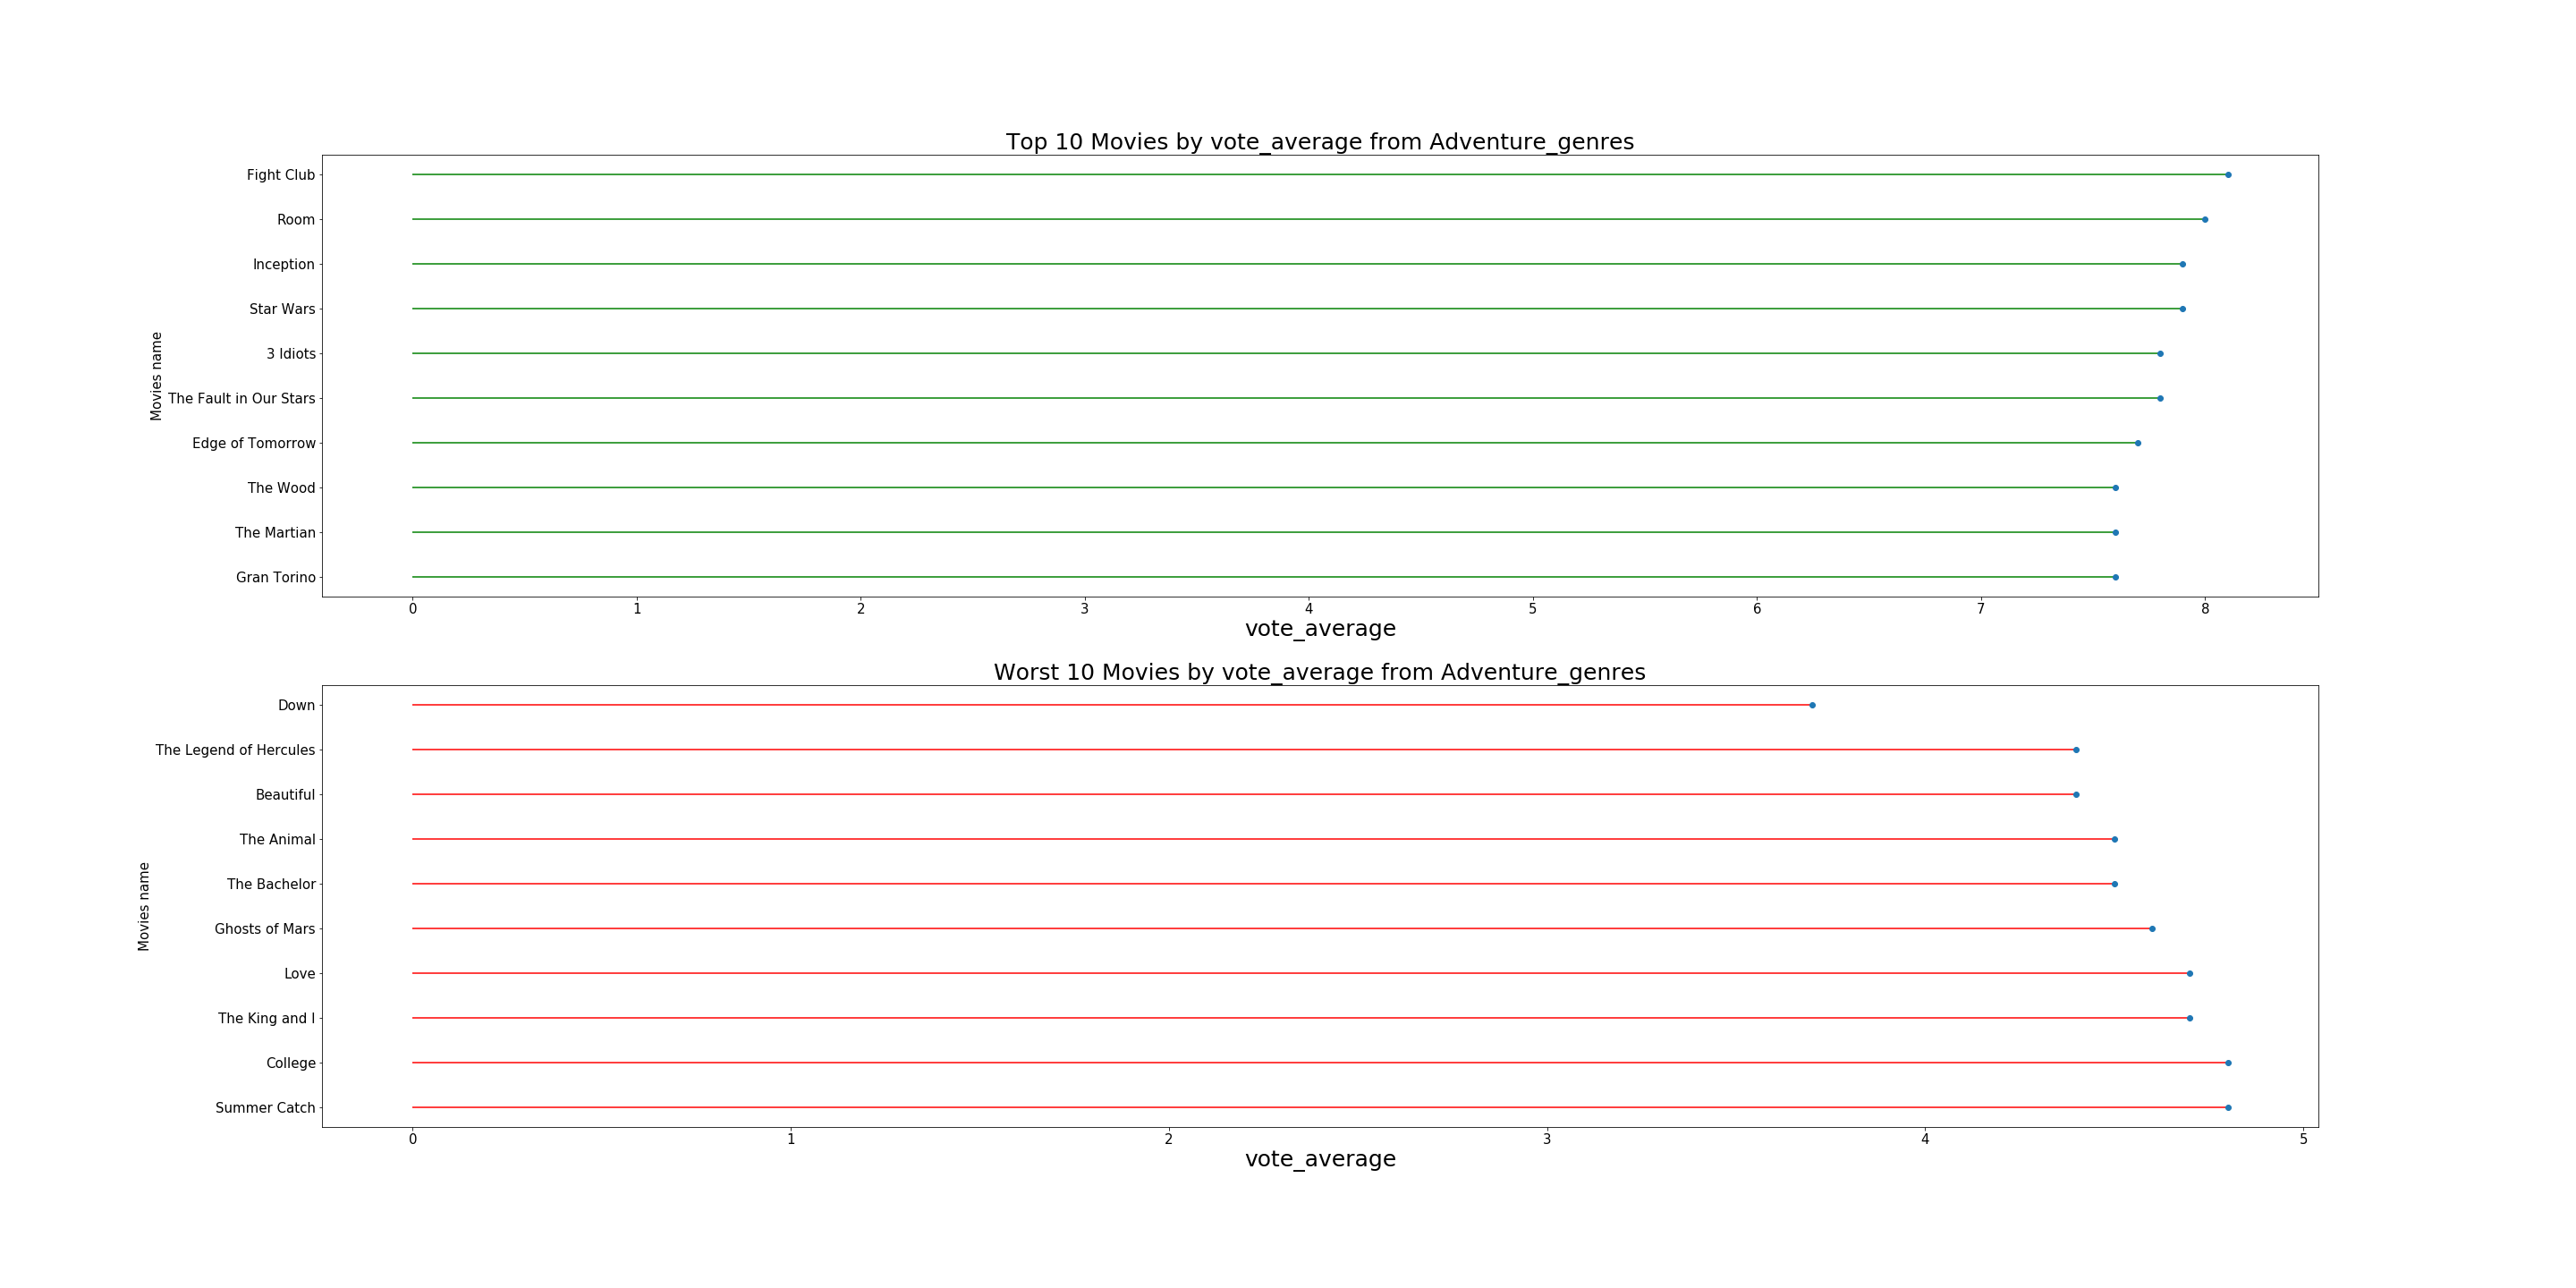 Top 10 Movies by vote_average from Adventure_genres
Fight Club
Room
Inception
Star Wars
3 Idiots
The Fault in Our Stars
Edge of Tomorrow
The Wood
The Martian
Gran Torino
Movies name
0 1 2 3 4 5 6 7 8
vote_average
Worst 10 Movies by vote_average from Adventure_genres
Down
The Legend of Hercules
Beautiful
The Animal
The Bachelor
Ghosts of Mars
Love
The King and I
College
Summer Catch
Movies name
0 1 2 3 4 5
vote_average